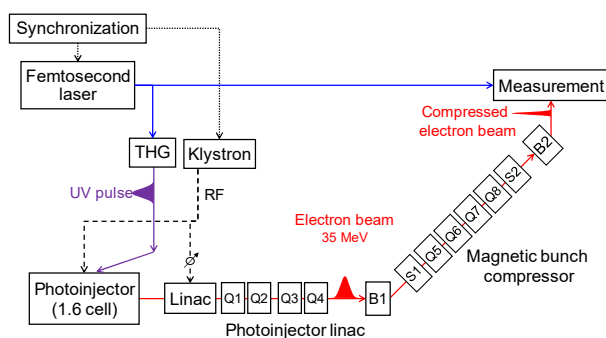 Synchronization
Femtosecond
laser
Measurement
Compressed
electron beam
THG
Klystron
UV pulse
RF
B2
S2
Q8
Q7
Q6
Q5
S1
Electron beam
35 MeV
Magnetic bunch
compressor
Photoinjector
(1.6 cell)
Linac
Q1
Q2
Q3
Q4
B1
Photoinjector linac